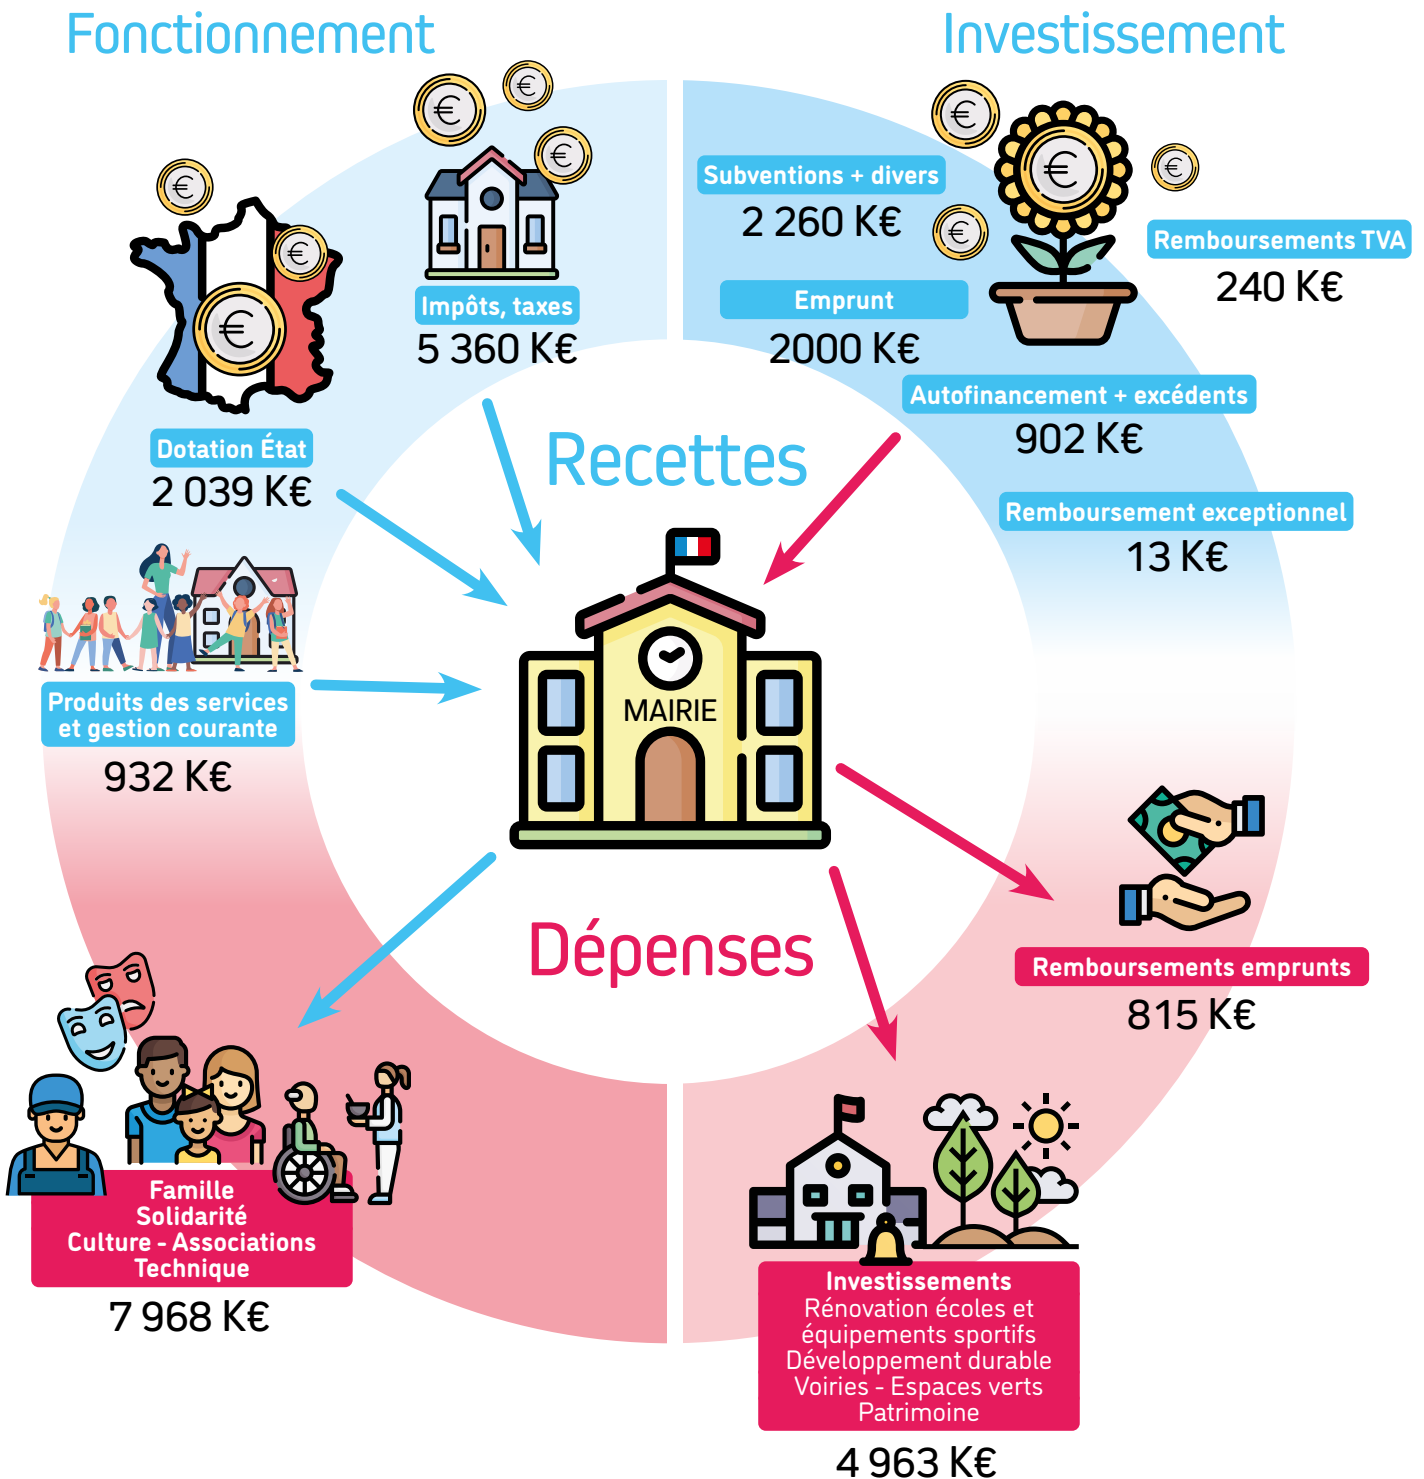 Fonctionnement
Investissement
Impôts, taxes
5 360 K€
Dotation État
2 039 K€
Produits des services
et gestion courante
932 K€
Subventions + divers
2 260 K€
Remboursements TVA
240 K€
Emprunt
2000 K€
Autofinancement + excédents
902 K€
Remboursement exceptionnel
13 K€
Recettes
MAIRIE
Dépenses
Remboursements emprunts
815 K€
Famille
Solidarité
Culture - Associations
Technique
7 968 K€
Investissements
Rénovation écoles et
équipements sportifs
Développement durable
Voiries - Espaces verts
Patrimoine
4 963 K€